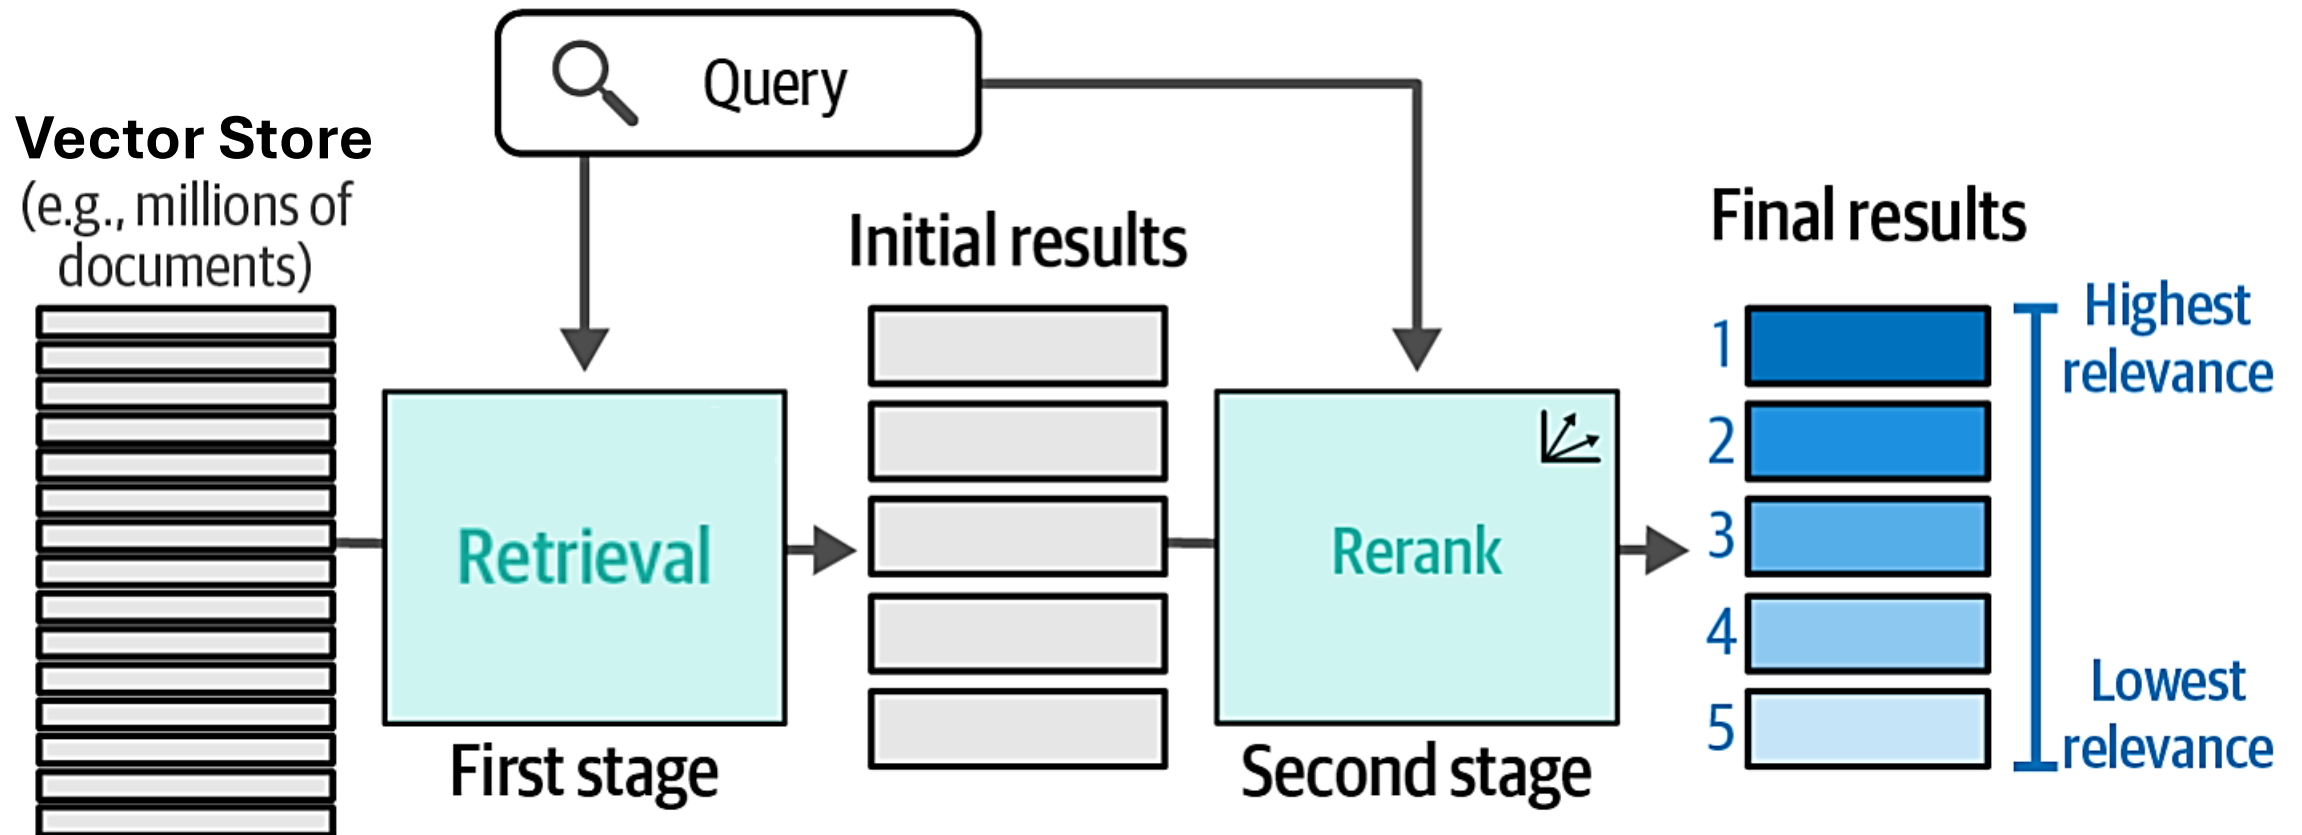 Query
Vector Store
(e.g., millions of
documents)
Retrieval
First stage
Initial results
Rerank
Second stage
Final results
1
2
3
4
5
Highest
relevance
Lowest
relevance